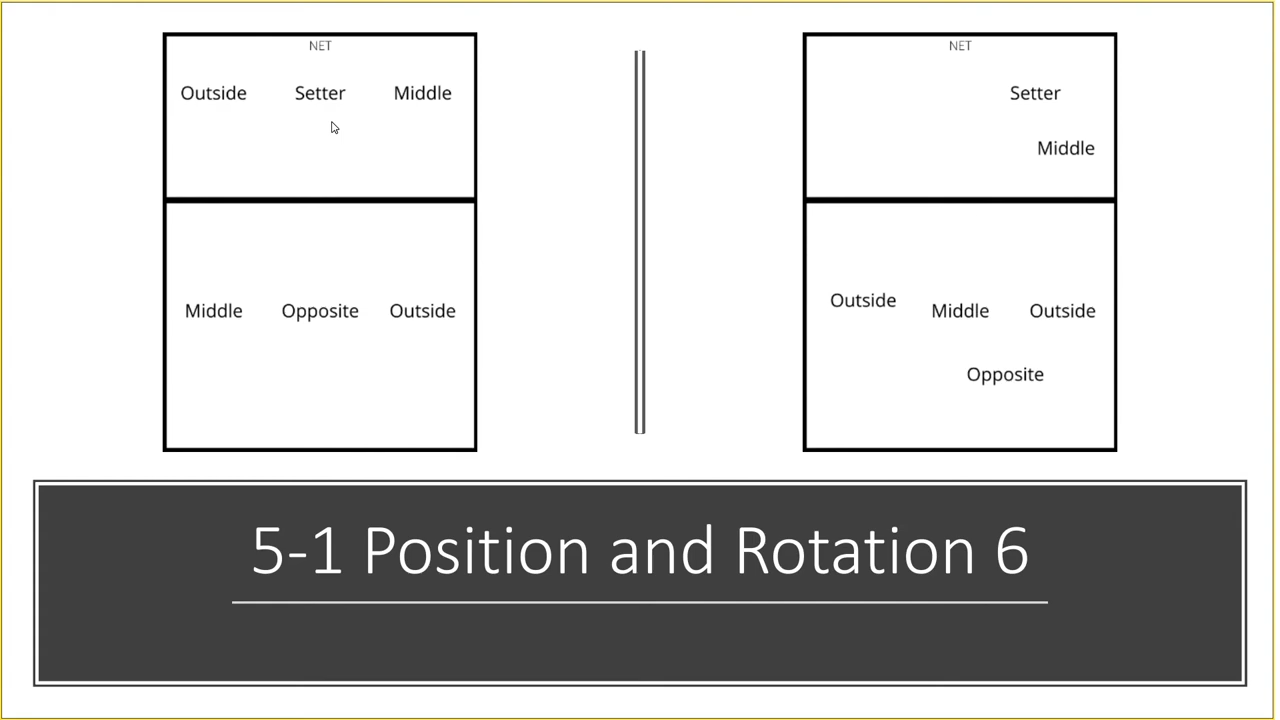 NET
Outside Setter Middle
Middle Opposite Outside
NET
Setter
Middle
Outside
Middle Outside
Opposite
5-1 Position and Rotation 6